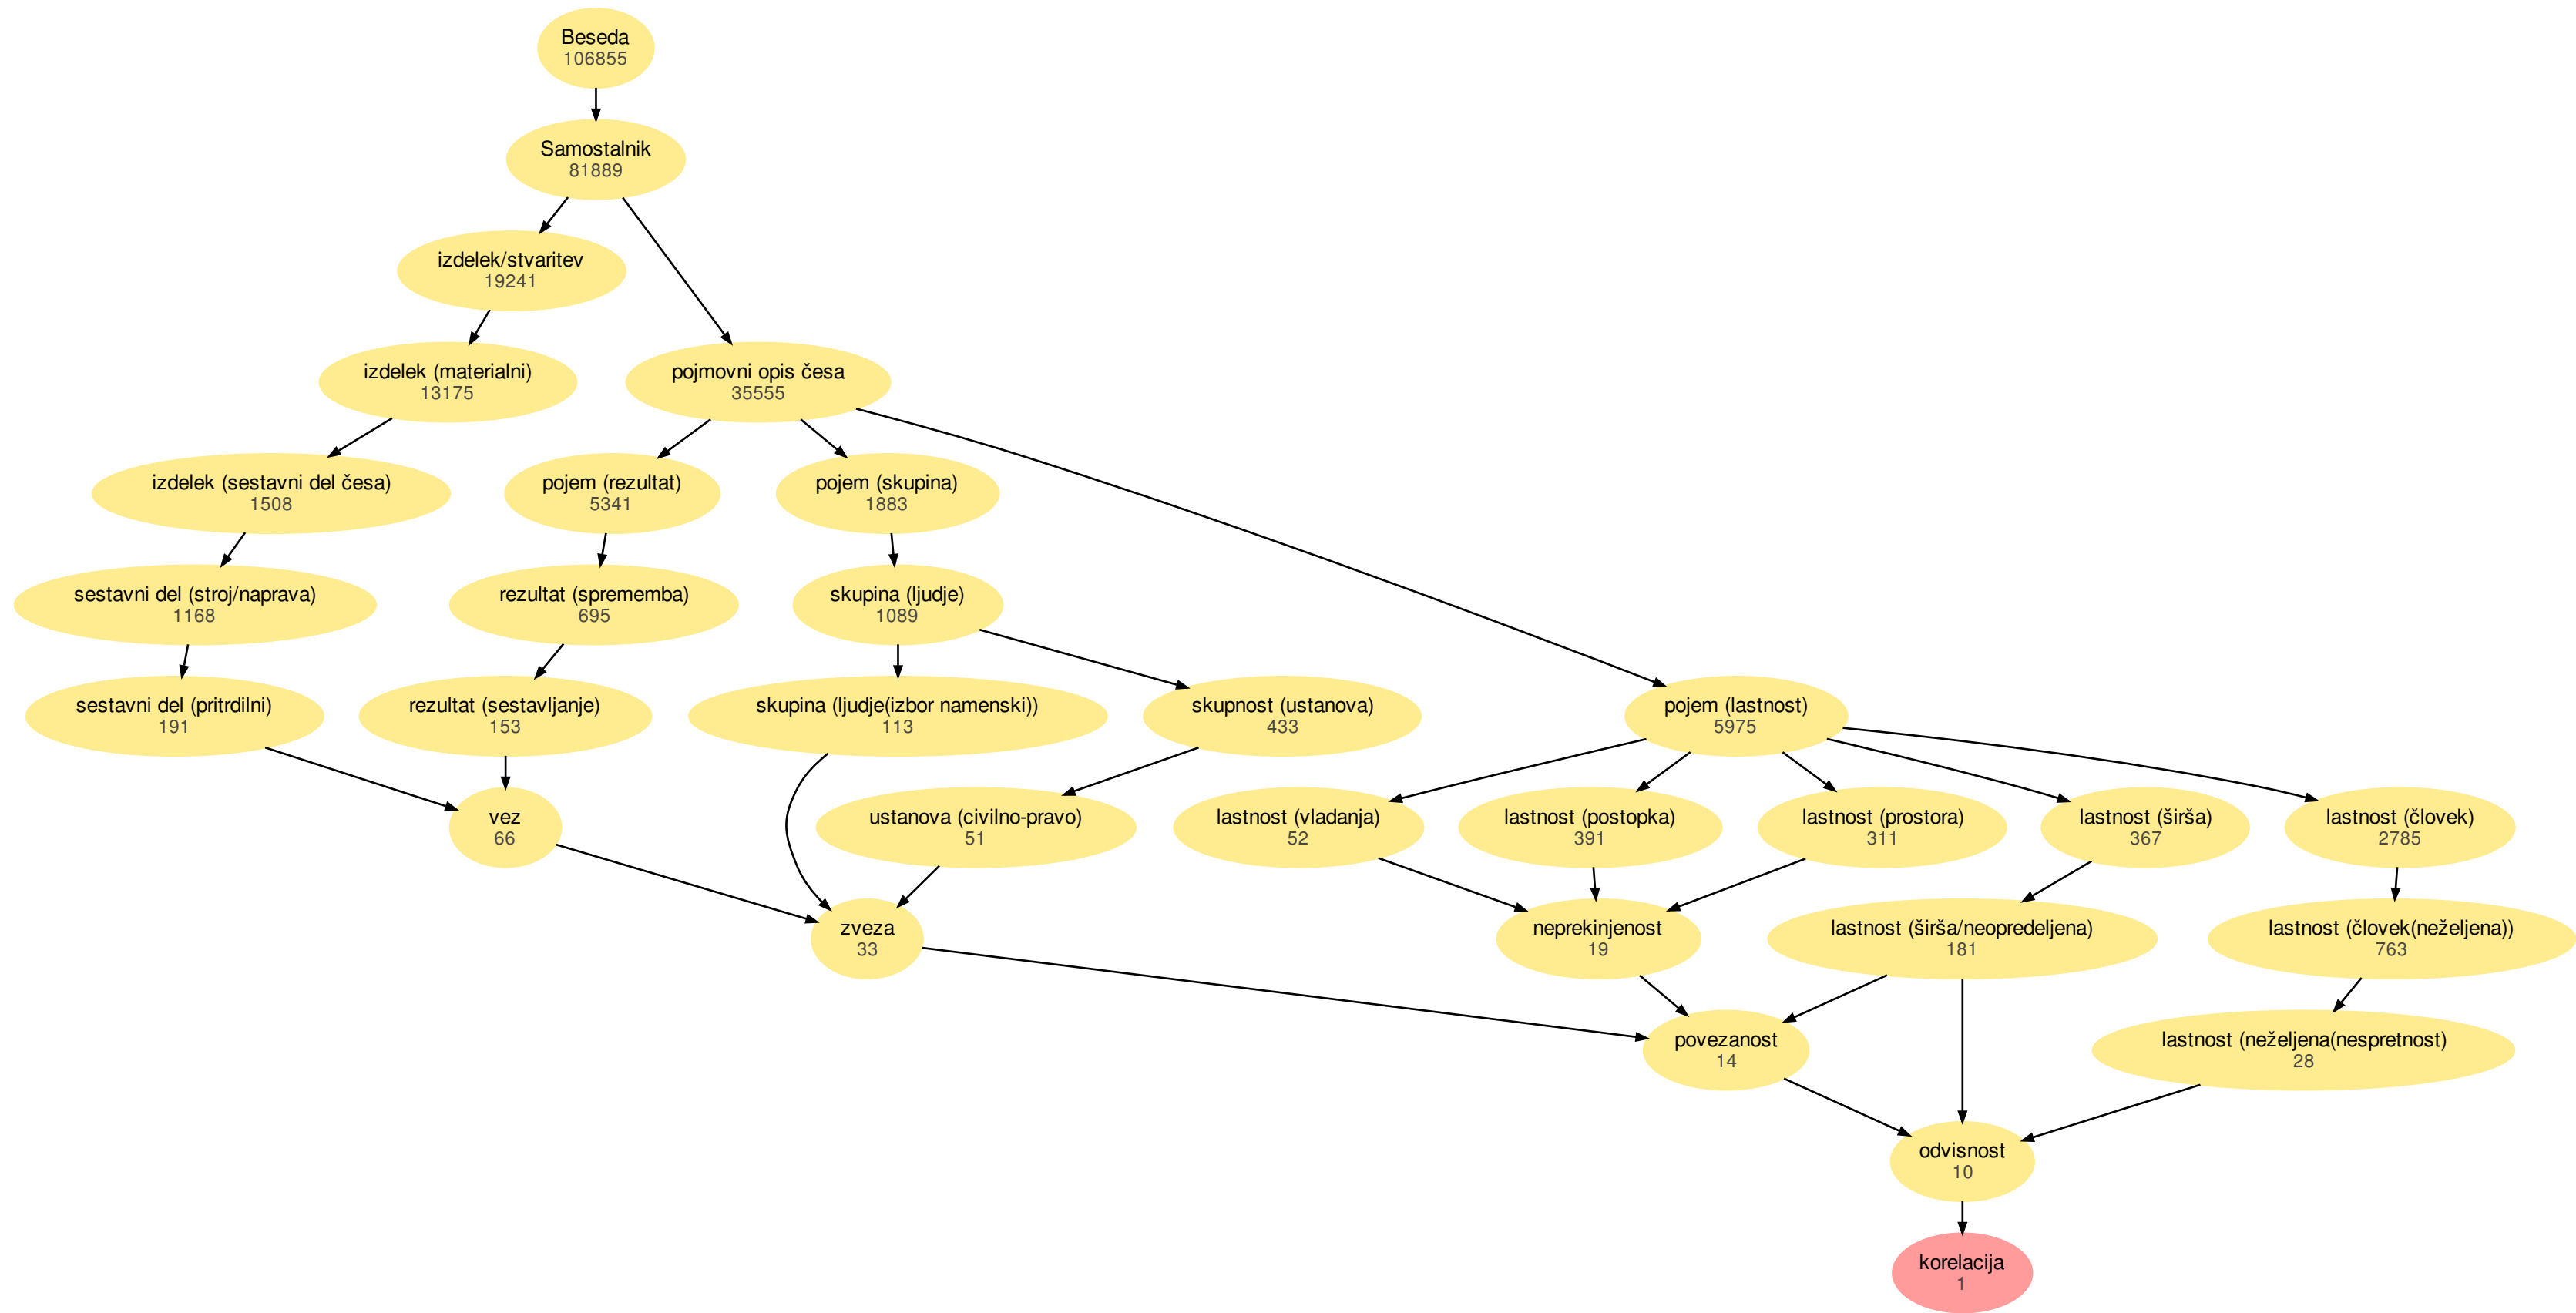 Beseda
106855
Samostalnik
81889
izdelek/stvaritev
19241
izdelek (materialni)
13175
pojmovni opis česa
35555
izdelek (sestavni del česa)
1508
pojem (rezultat)
5341
pojem (skupina)
1883
sestavni del (stroj/naprava)
1168
rezultat (sprememba)
695
skupina (ljudje)
1089
sestavni del (pritrdilni)
191
rezultat (sestavljanje)
153
skupina (ljudje(izbor namenski))
113
skupnost (ustanova)
433
pojem (lastnost)
5975
vez
66
ustanova (civilno-pravo)
51
lastnost (vladanja)
52
lastnost (postopka)
391
lastnost (prostora)
311
lastnost (širša)
367
lastnost (človek)
2785
zveza
33
neprekinjenost
19
lastnost (širša/neopredeljena)
181
lastnost (človek(neželjena))
763
povezanost
14
lastnost (neželjena(nespretnost)
28
odvisnost
10
korelacija
1